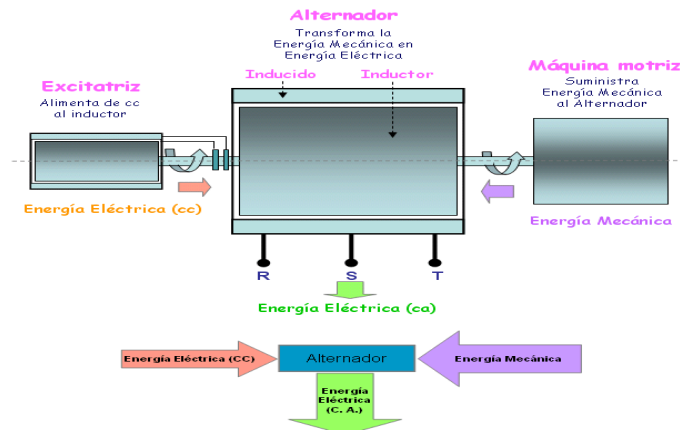 Alternador
Transforma la
Energía Mecánica en
Energía Eléctrica
Inducido
Inductor
Máquina motriz
Suministra
Energía Mecánica
al Alternador
Excitatriz
Alimenta de cc
al inductor
Energía Eléctrica (cc)
Energía Mecánica
R
S
T
Energía Eléctrica (ca)
Energía Eléctrica (CC)
Alternador
Energía Mecánica
Energía
Eléctrica
(C. A.)